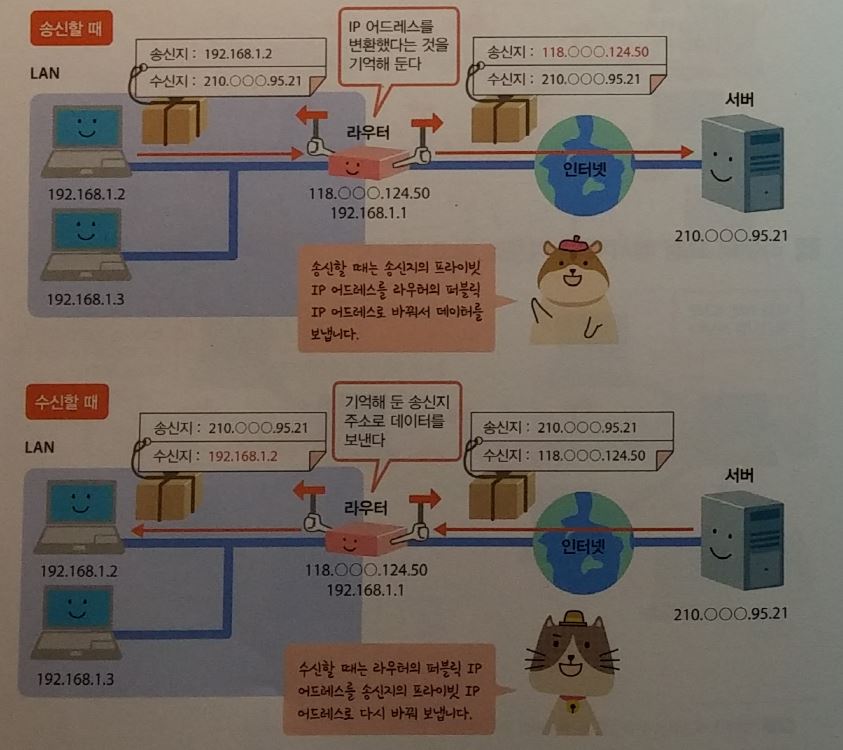 송신할 때
IP 어드레스를
변환했다는 것을
기억해 둔다
송신지 : 192.168.1.2
수신지 : 210.○○○.95.21
송신지 : 118.○○○.124.50
수신지 : 210.○○○.95.21
LAN
서버
라우터
인터넷
192.168.1.2
118.○○○.124.50
192.168.1.1
210.○○○.95.21
192.168.1.3
송신할 때는 송신지의 프라이빗
IP 어드레스를 라우터의 퍼블릭
IP 어드레스로 바꿔서 데이터를
보냅니다.
수신할 때
기억해 둔 송신지
주소로 데이터를
보낸다
송신지 : 210.○○○.95.21
수신지 : 192.168.1.2
송신지 : 210.○○○.95.21
수신지 : 118.○○○.124.50
LAN
서버
라우터
인터넷
192.168.1.2
118.○○○.124.50
192.168.1.1
210.○○○.95.21
192.168.1.3
수신할 때는 라우터의 퍼블릭 IP
어드레스를 송신지의 프라이빗 IP
어드레스로 다시 바꿔 보냅니다.